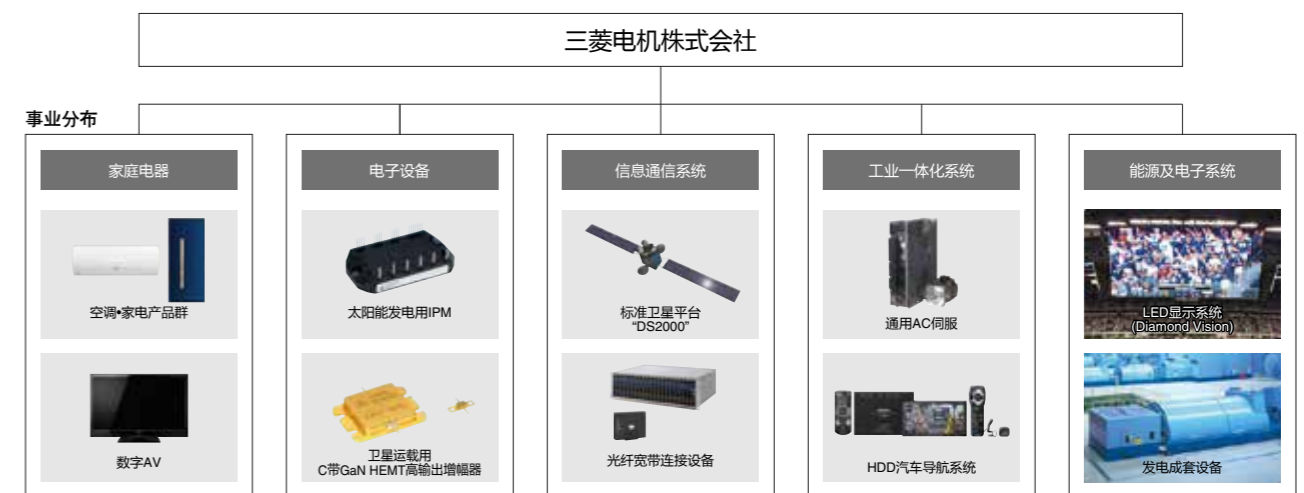 三菱电机株式会社
事业分布
家庭电器
空调•家电产品群
数字AV
电子设备
太阳能发电用IPM
卫星运载用
C带GaN HEMT高输出增幅器
信息通信系统
标准卫星平台
“DS2000”
光纤宽带连接设备
工业一体化系统
通用AC伺服
HDD汽车导航系统
能源及电子系统
LED显示系统
(Diamond Vision)
发电成套设备